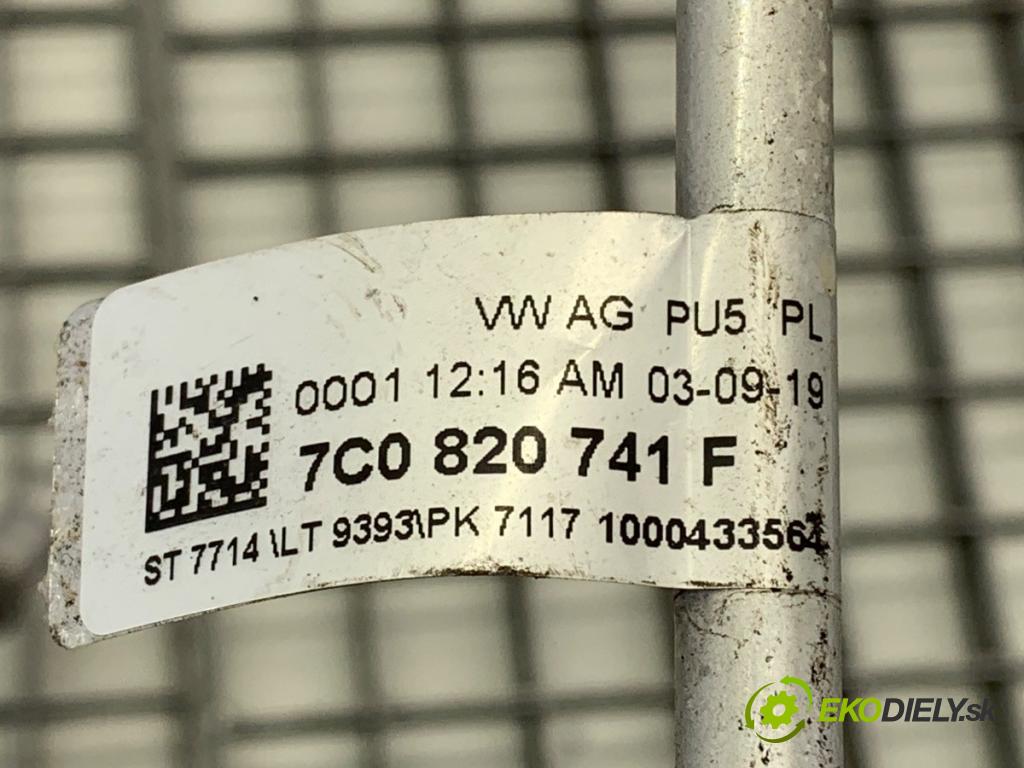 VW AG PU5 PL
0001 12:16 AM 03-09-19
7C0 820 741 F
ST 7714 \LT 9393\PK 7117
EKODIELY.sk